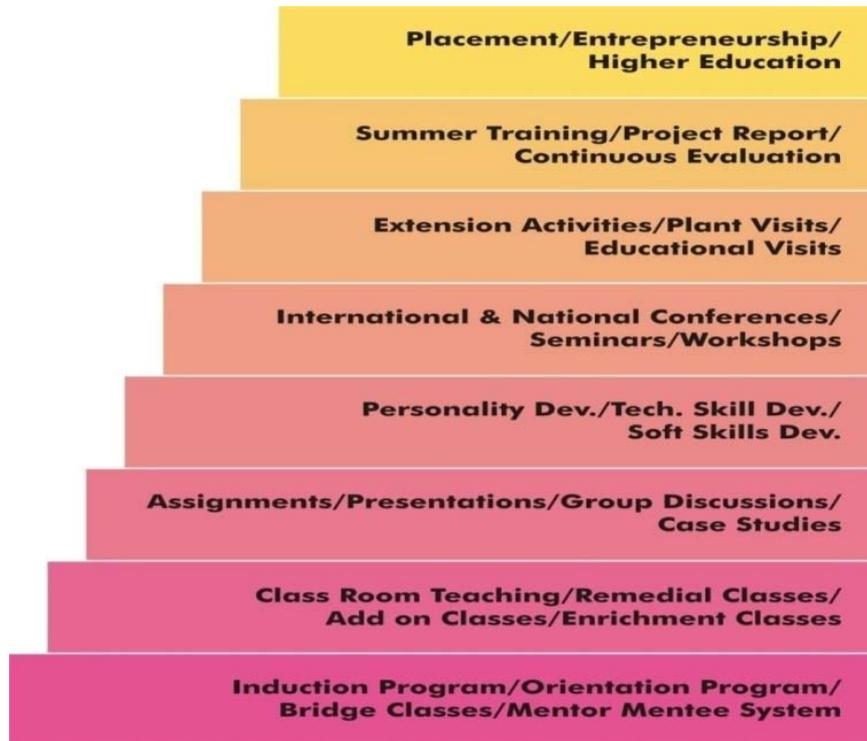 Placement/Entrepreneurship/
Higher Education
Summer Training/Project Report/
Continuous Evaluation
Extension Activities/Plant Visits/
Educational Visits
International & National Conferences/
Seminars/Workshops
Personality Dev./Tech. Skill Dev./
Soft Skills Dev.
Assignments/Presentations/Group Discussions/
Case Studies
Class Room Teaching/Remedial Classes/
Add on Classes/Enrichment Classes
Induction Program/Orientation Program/
Bridge Classes/Mentor Mentee System